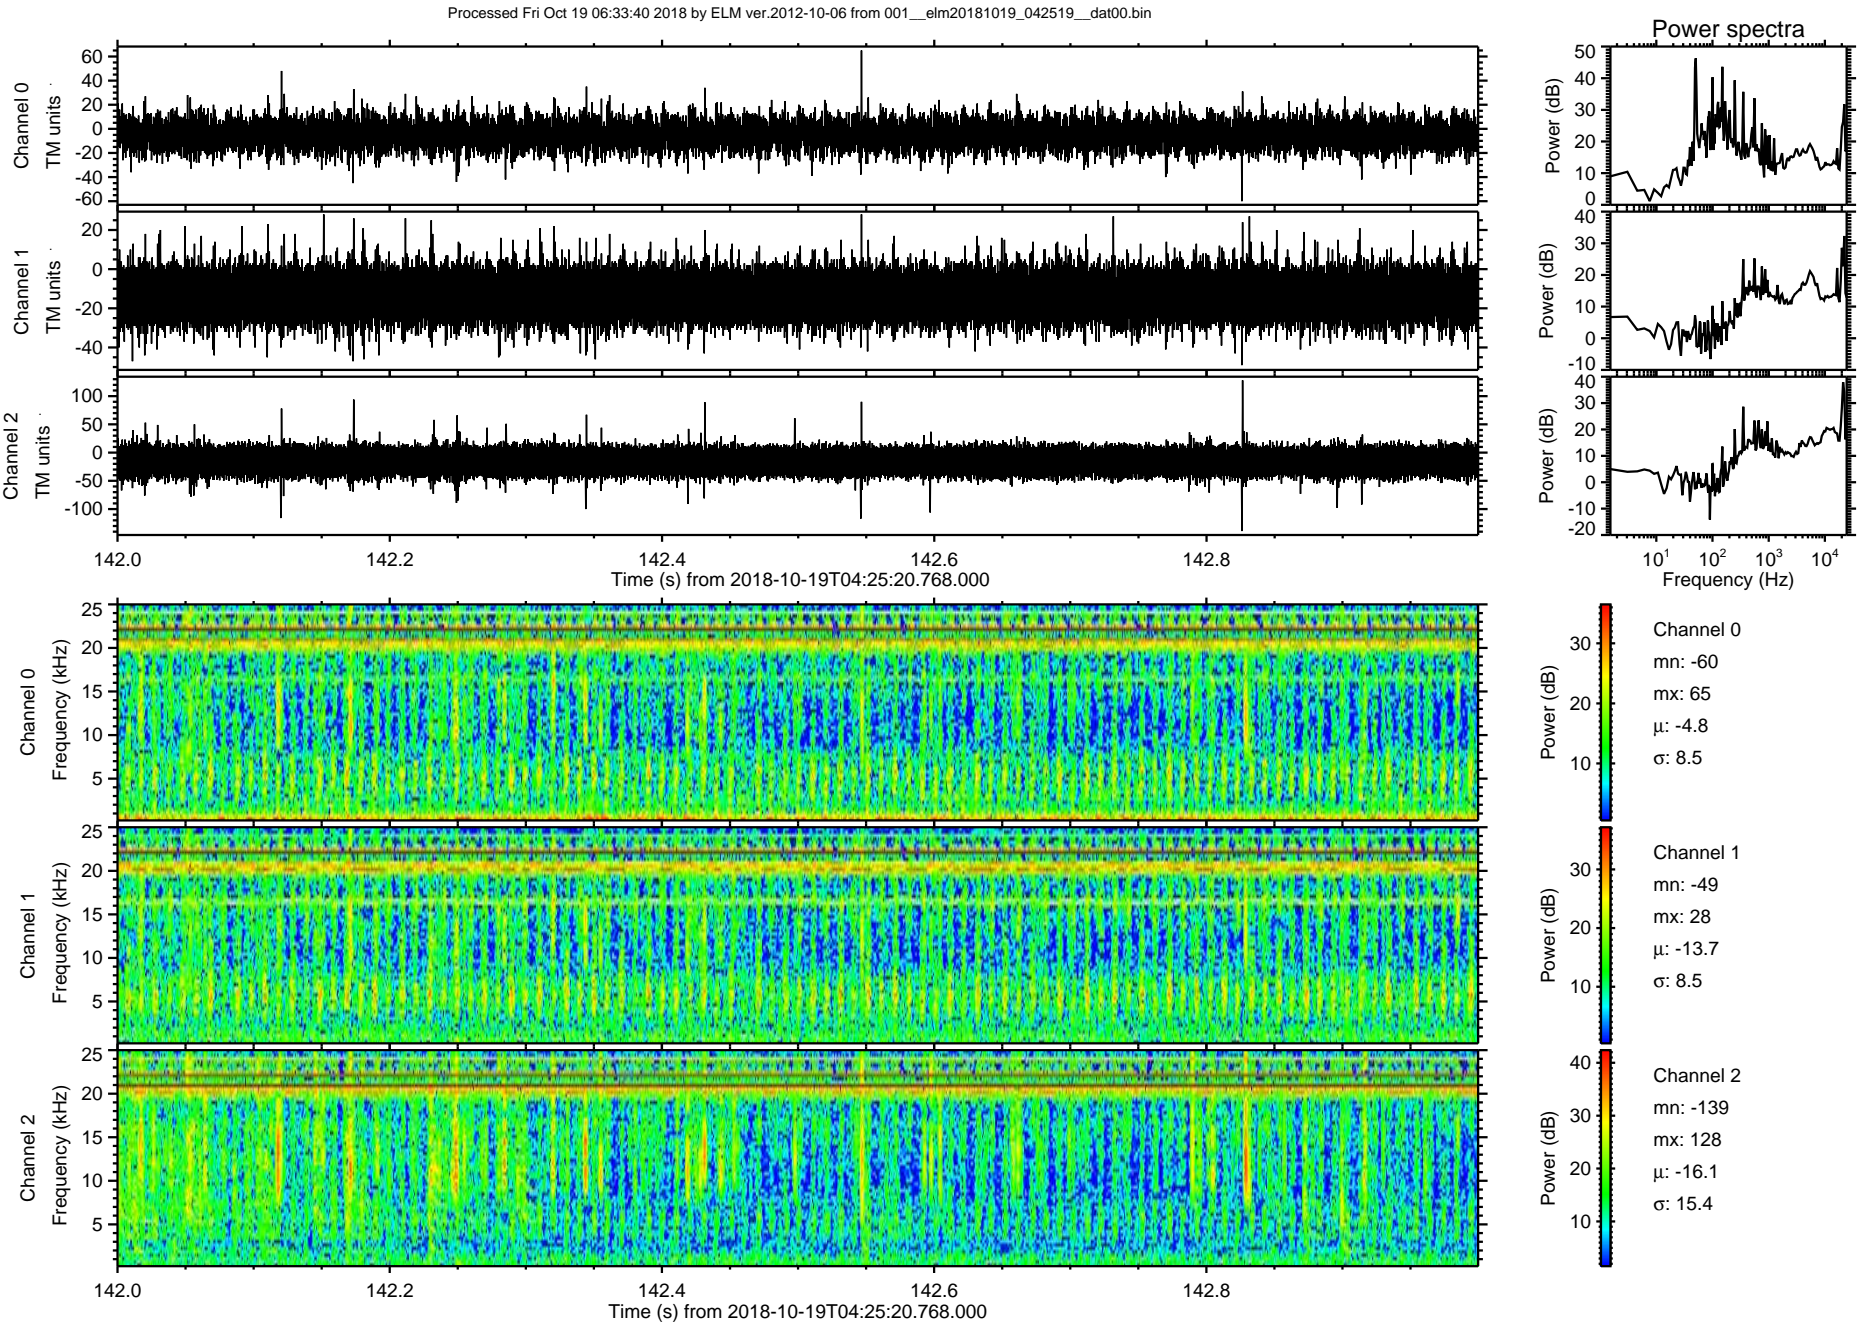 Processed Fri Oct 19 06:33:40 2018 by ELM ver.2012-10-06 from 001__elm20181019_042519__dat00.bin
Power spectra
Channel 0
TM units
60
40
20
0
-20
-40
-60
Power (dB)
50
40
30
20
10
0
Channel 1
TM units
20
0
-20
-40
Power (dB)
40
30
20
10
0
-10
Channel 2
TM units
100
50
0
-50
-100
Power (dB)
40
30
20
10
0
-10
-20
142.0 142.2 142.4 142.6 142.8
Time (s) from 2018-10-19T04:25:20.768.000
10^1 10^2 10^3 10^4
Frequency (Hz)
Channel 0
Frequency (kHz)
25
20
15
10
5
Power (dB)
30
20
10
Channel 0
mn: -60
mx: 65
μ: -4.8
σ: 8.5
Channel 1
Frequency (kHz)
25
20
15
10
5
Power (dB)
30
20
10
Channel 1
mn: -49
mx: 28
μ: -13.7
σ: 8.5
Channel 2
Frequency (kHz)
25
20
15
10
5
Power (dB)
40
30
20
10
Channel 2
mn: -139
mx: 128
μ: -16.1
σ: 15.4
142.0 142.2 142.4 142.6 142.8
Time (s) from 2018-10-19T04:25:20.768.000